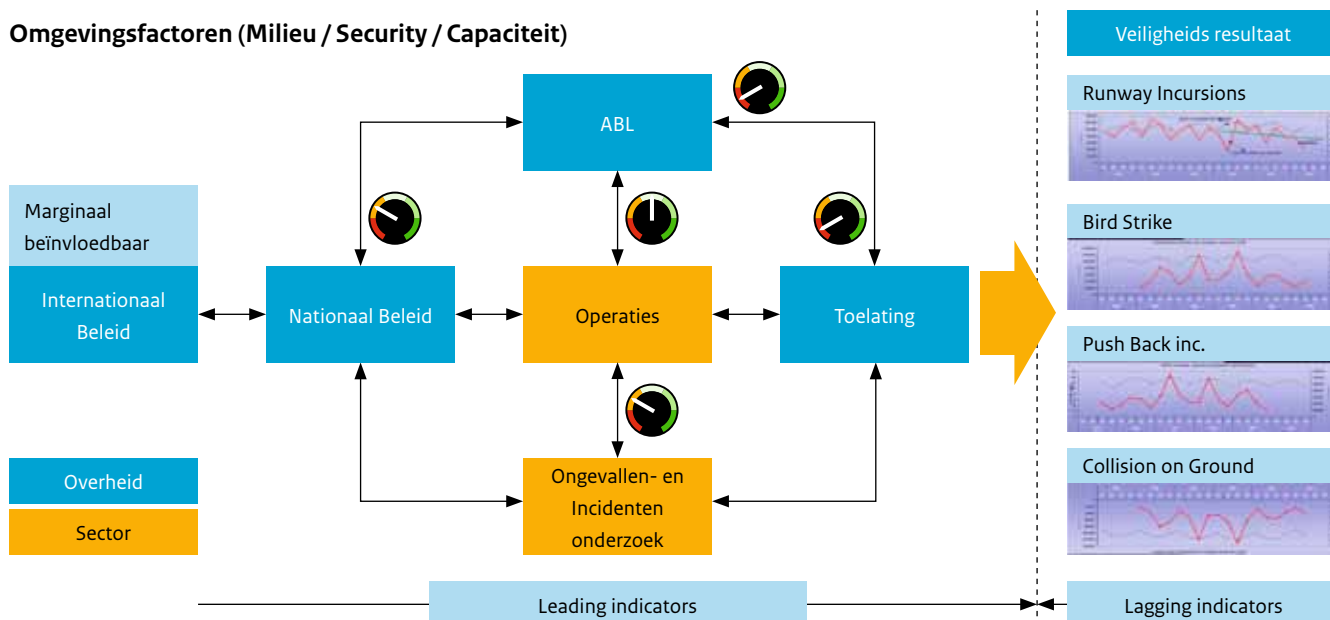 Omgevingsfactoren (Milieu / Security / Capaciteit)
Veiligheids resultaat
ABL
Runway Incursions
Marginaal
beïnvloedbaar
Bird Strike
Internationaal
Beleid
Nationaal Beleid
Operaties
Toelating
Push Back inc.
Overheid
Sector
Ongevallen- en
Incidenten
onderzoek
Collision on Ground
Leading indicators
Lagging indicators